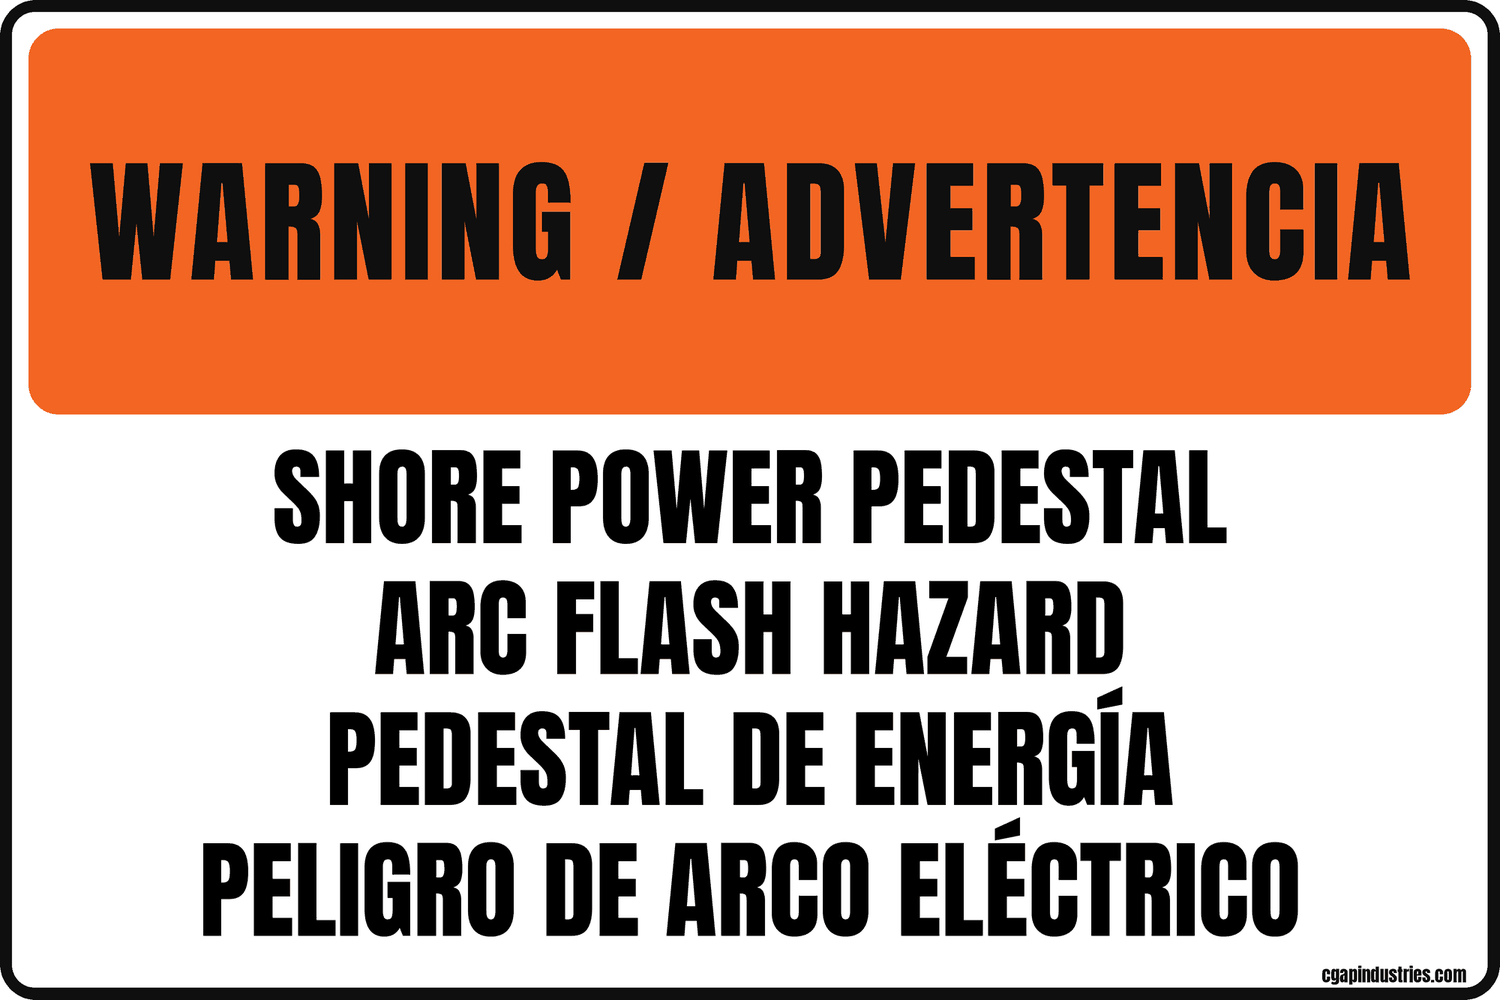 WARNING / ADVERTENCIA
SHORE POWER PEDESTAL
ARC FLASH HAZARD
PEDESTAL DE ENERGÍA
PELIGRO DE ARCO ELÉCTRICO
cgapindustries.com